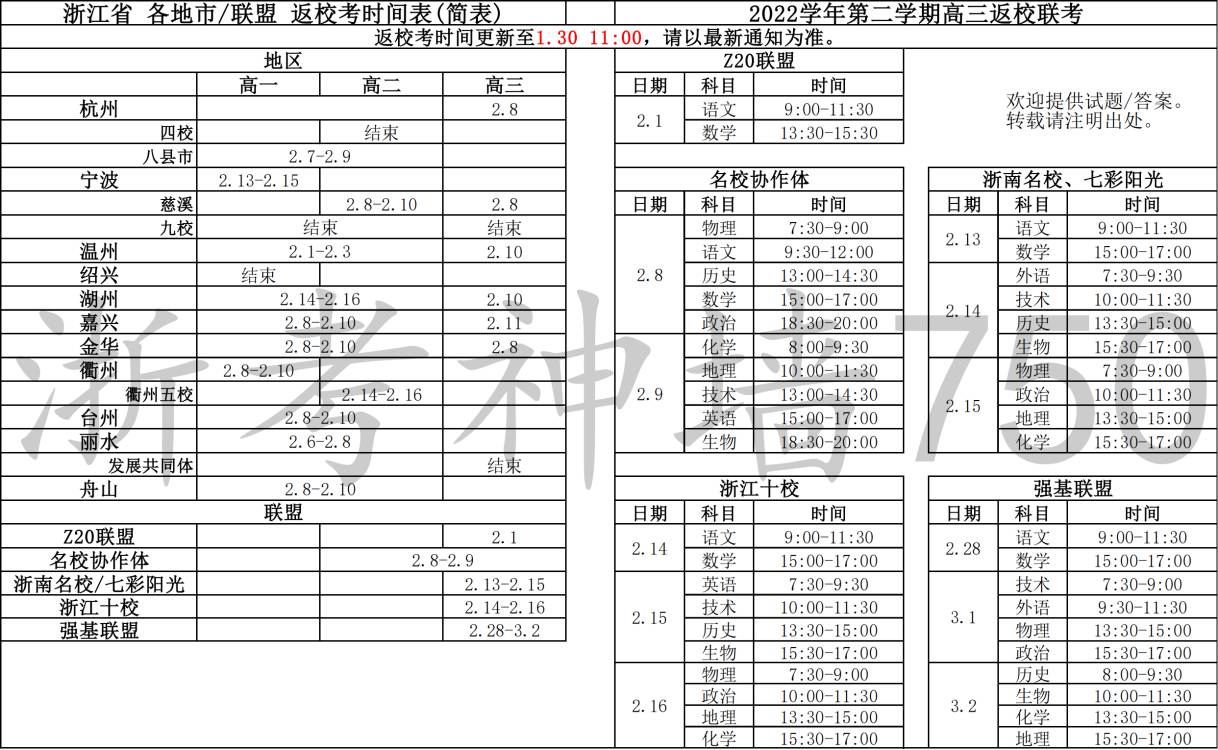 浙江省 各地市/联盟 返校考时间表(简表) 2022学年第二学期高三返校联考
返校考时间更新至1.30 11:00，请以最新通知为准。
地区
高一 高二 高三
杭州 2.8
四校 结束
八县市 2.7-2.9
宁波 2.13-2.15
慈溪 2.8-2.10 2.8
九校 结束 结束
温州 2.1-2.3 2.10
绍兴 结束
湖州 2.14-2.16 2.10
嘉兴 2.8-2.10 2.11
金华 2.8-2.10 2.8
衢州 2.8-2.10
衢州五校 2.14-2.16
台州 2.8-2.10
丽水 2.6-2.8
发展共同体 结束
舟山 2.8-2.10
联盟
Z20联盟 2.1
名校协作体 2.8-2.9
浙南名校/七彩阳光 2.13-2.15
浙江十校 2.14-2.16
强基联盟 2.28-3.2
Z20联盟
日期 科目 时间
2.1 语文 9:00-11:30
数学 13:30-15:30
欢迎提供试题/答案。
转载请注明出处。
名校协作体
日期 科目 时间
2.8 物理 7:30-9:00
语文 9:30-12:00
历史 13:00-14:30
数学 15:00-17:00
政治 18:30-20:00
2.9 化学 8:00-9:30
地理 10:00-11:30
技术 13:00-14:30
英语 15:00-17:00
生物 18:30-20:00
浙南名校、七彩阳光
日期 科目 时间
2.13 语文 9:00-11:30
数学 15:00-17:00
2.14 外语 7:30-9:30
技术 10:00-11:30
历史 13:30-15:00
生物 15:30-17:00
2.15 物理 7:30-9:00
政治 10:00-11:30
地理 13:30-15:00
化学 15:30-17:00
浙江十校
日期 科目 时间
2.14 语文 9:00-11:30
数学 15:00-17:00
2.15 英语 7:30-9:30
技术 10:00-11:30
历史 13:30-15:00
生物 15:30-17:00
2.16 物理 7:30-9:00
政治 10:00-11:30
地理 13:30-15:00
化学 15:30-17:00
强基联盟
日期 科目 时间
2.28 语文 9:00-11:30
数学 15:00-17:00
3.1 技术 7:30-9:00
外语 9:30-11:30
物理 13:30-15:00
政治 15:30-17:00
3.2 历史 8:00-9:30
生物 10:00-11:30
化学 13:30-15:00
地理 15:30-17:00
浙考神墙750